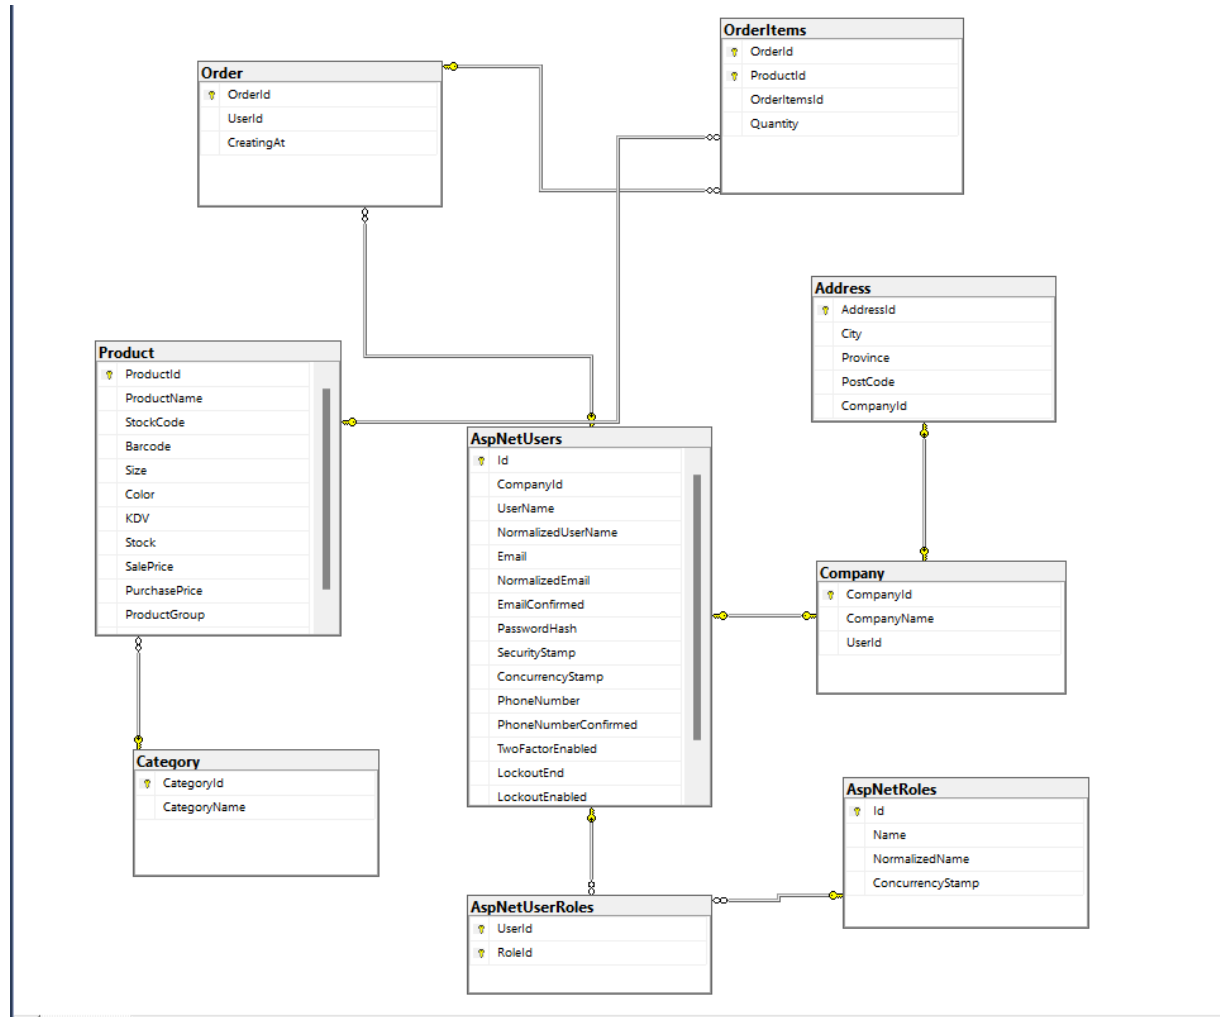 OrderItems
OrderId
ProductId
OrderItemsId
Quantity
Order
OrderId
UserId
CreatingAt
Address
AddressId
City
Province
PostCode
CompanyId
Product
ProductId
ProductName
StockCode
Barcode
Size
Color
KDV
Stock
SalePrice
PurchasePrice
ProductGroup
AspNetUsers
Id
CompanyId
UserName
NormalizedUserName
Email
NormalizedEmail
EmailConfirmed
PasswordHash
SecurityStamp
ConcurrencyStamp
PhoneNumber
PhoneNumberConfirmed
TwoFactorEnabled
LockoutEnd
LockoutEnabled
Company
CompanyId
CompanyName
UserId
Category
CategoryId
CategoryName
AspNetRoles
Id
Name
NormalizedName
ConcurrencyStamp
AspNetUserRoles
UserId
RoleId